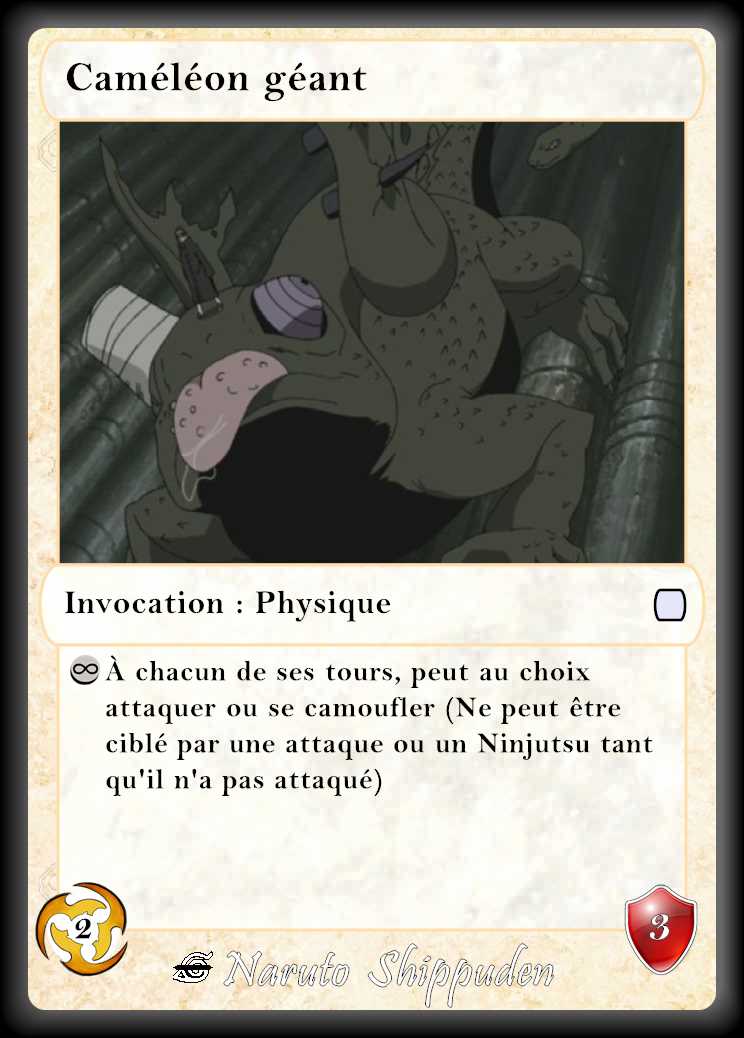 Caméléon géant
Invocation : Physique
À chacun de ses tours, peut au choix
attaquer ou se camoufler (Ne peut être
ciblé par une attaque ou un Ninjutsu tant
qu'il n'a pas attaqué)
2
3
Naruto Shippuden